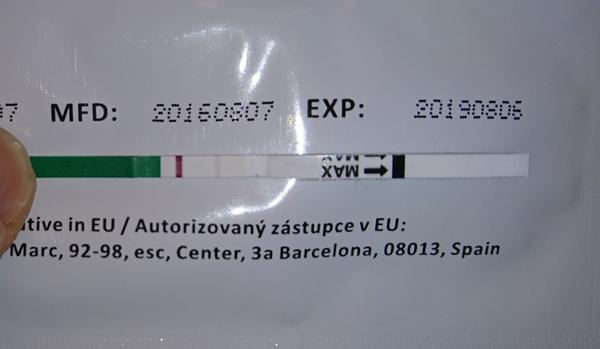 7 MFD: 20160807 EXP: 20190806
MAX
tive in EU / Autorizovaný zástupce v EU:
Marc, 92-98, esc, Center, 3a Barcelona, 08013, Spain